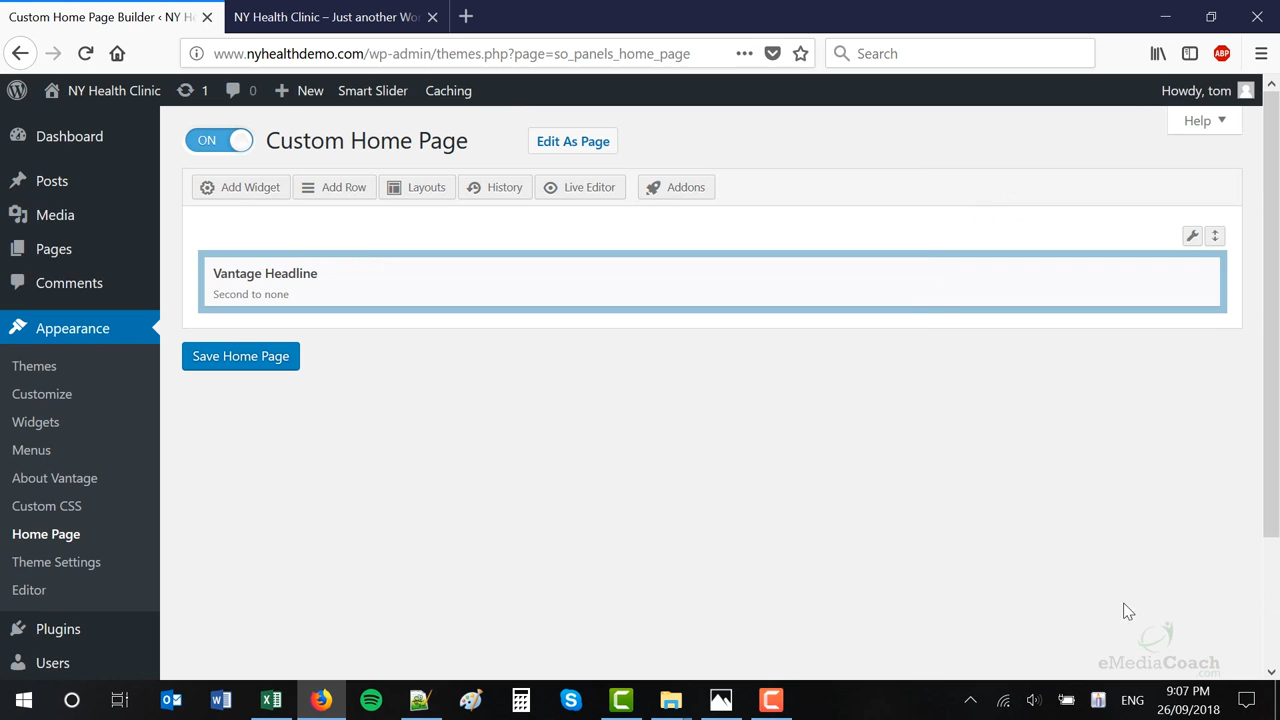 Custom Home Page Builder ‹ NY H
NY Health Clinic – Just another Wo
www.nyhealthdemo.com/wp-admin/themes.php?page=so_panels_home_page
Search
ABP
NY Health Clinic
1
0
New
Smart Slider
Caching
Howdy, tom
Dashboard
Posts
Media
Pages
Comments
Appearance
Themes
Customize
Widgets
Menus
About Vantage
Custom CSS
Home Page
Theme Settings
Editor
Plugins
Users
Help
ON
Custom Home Page
Edit As Page
Add Widget
Add Row
Layouts
History
Live Editor
Addons
Vantage Headline
Second to none
Save Home Page
eMediaCoach
.com
ENG
9:07 PM
26/09/2018